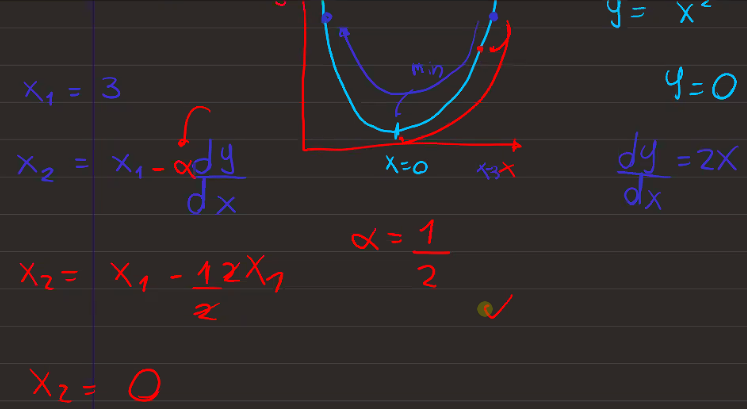 y = x²
min
x₁ = 3
y = 0
x₂ = x₁ - α dy/dx
x=0
dy/dx = 2x
α = 1/2
x₂ = x₁ - 1/2 2x₁
x₂ = 0